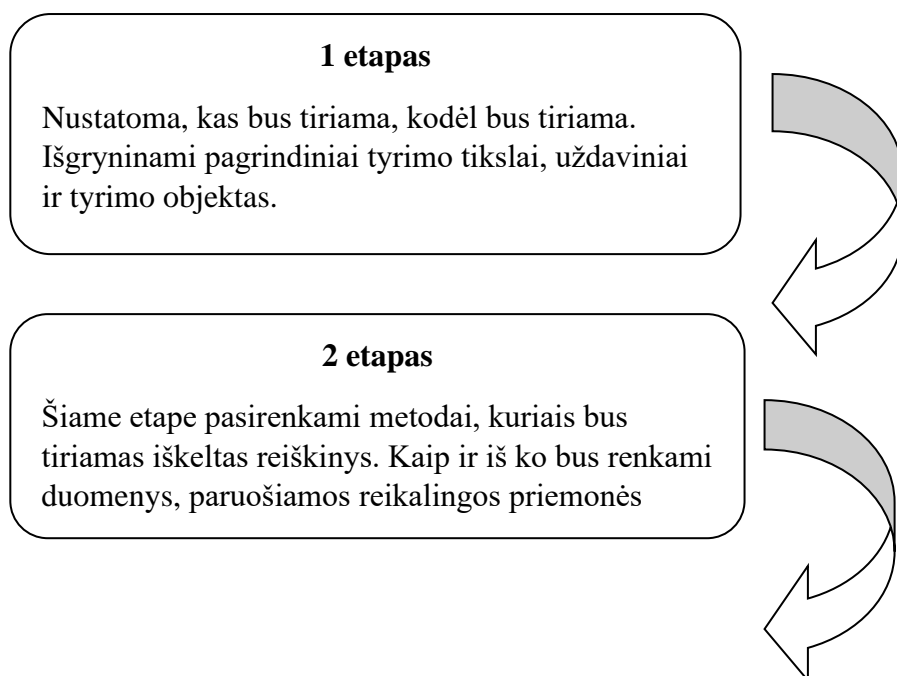 1 etapas
Nustatoma, kas bus tiriama, kodėl bus tiriama.
Išgryninami pagrindiniai tyrimo tikslai, uždaviniai
ir tyrimo objektas.
2 etapas
Šiame etape pasirenkami metodai, kuriais bus
tiriamas iškeltas reiškinys. Kaip ir iš ko bus renkami
duomenys, paruošiamos reikalingos priemonės